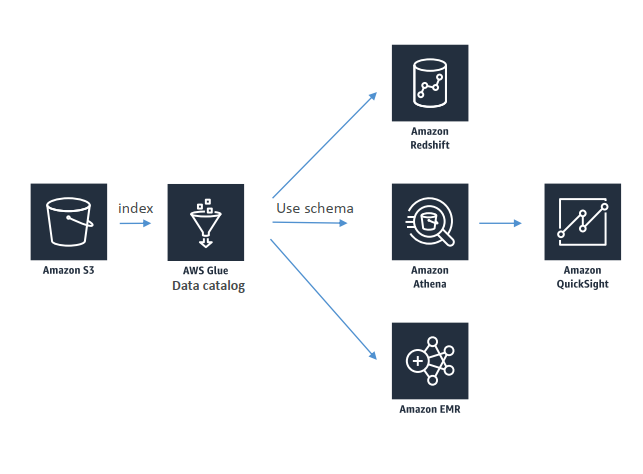 Amazon
Redshift
index
Use schema
Amazon S3
AWS Glue
Data catalog
Amazon
Athena
Amazon
QuickSight
Amazon EMR